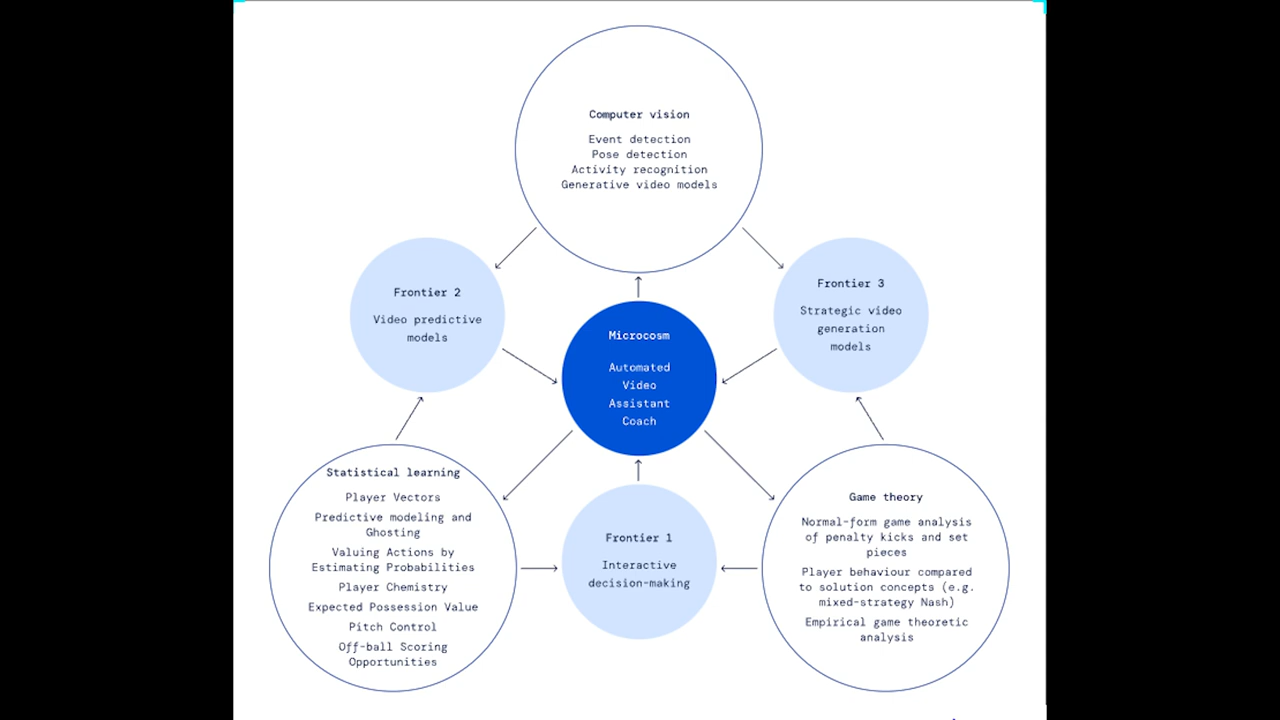 Computer vision
Event detection
Pose detection
Activity recognition
Generative video models
Frontier 2
Video predictive
models
Frontier 3
Strategic video
generation
models
Microcosm
Automated
Video
Assistant
Coach
Statistical learning
Player Vectors
Predictive modeling and
Ghosting
Valuing Actions by
Estimating Probabilities
Player Chemistry
Expected Possession Value
Pitch Control
Off-ball Scoring
Opportunities
Frontier 1
Interactive
decision-making
Game theory
Normal-form game analysis
of penalty kicks and set
pieces
Player behaviour compared
to solution concepts (e.g.
mixed-strategy Nash)
Empirical game theoretic
analysis